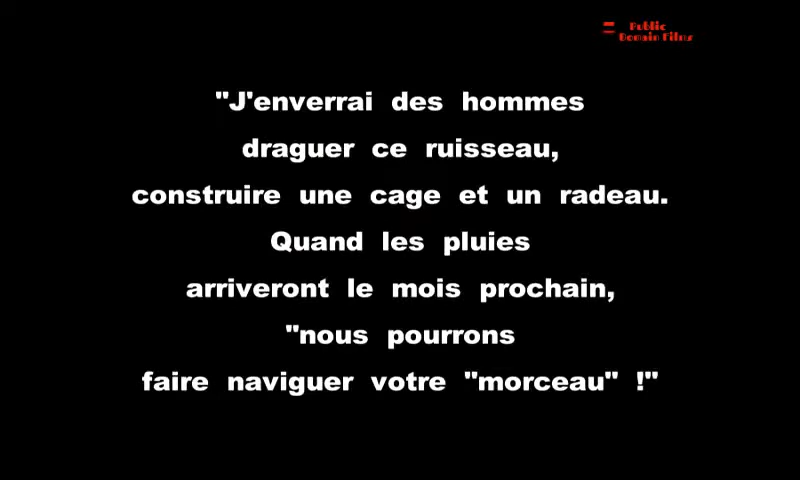 Public
Domain Films
"J'enverrai des hommes
draguer ce ruisseau,
construire une cage et un radeau.
Quand les pluies
arriveront le mois prochain,
"nous pourrons
faire naviguer votre "morceau" !"